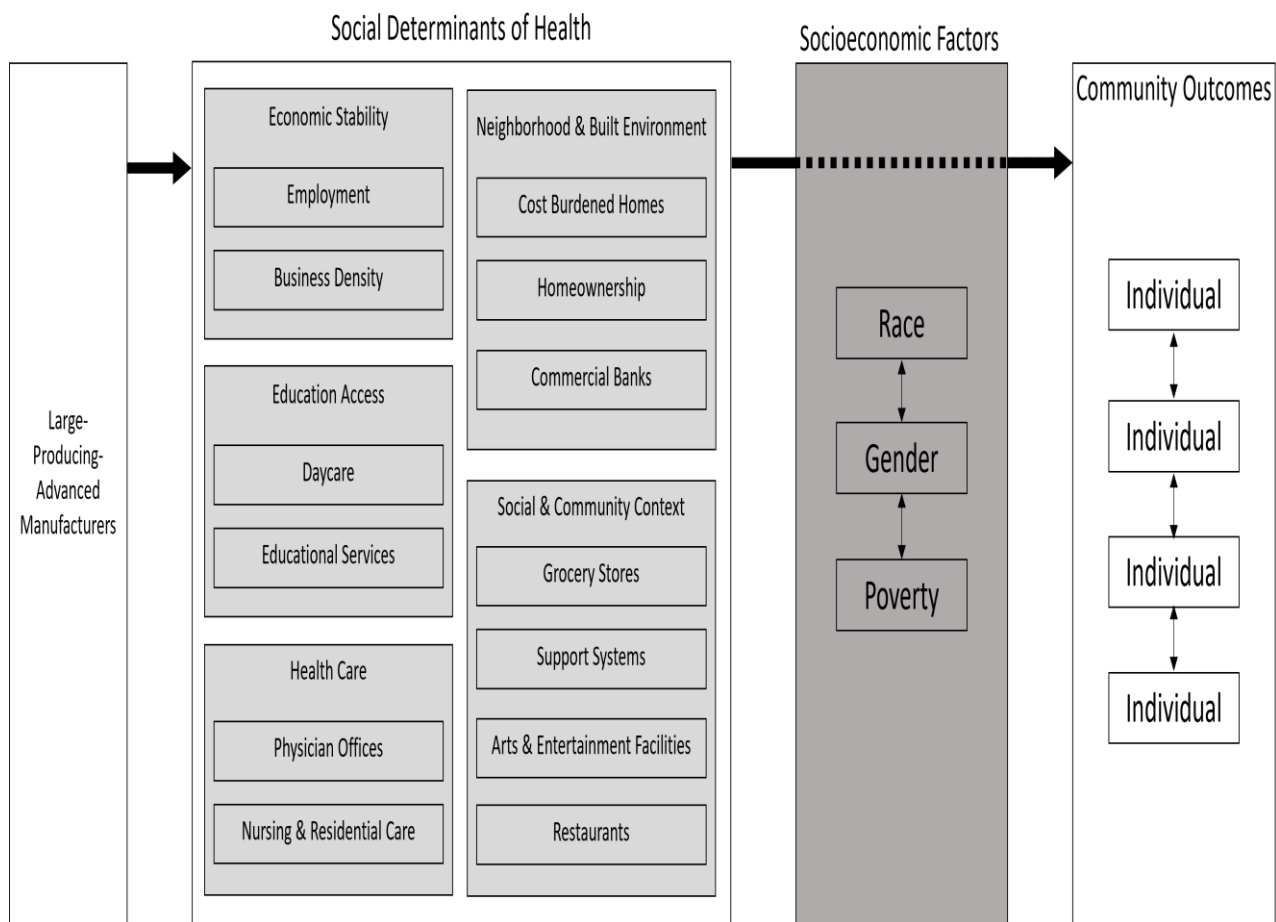 Social Determinants of Health
Socioeconomic Factors
Community Outcomes
Large-
Producing-
Advanced
Manufacturers
Economic Stability
Employment
Business Density
Education Access
Daycare
Educational Services
Health Care
Physician Offices
Nursing & Residential Care
Neighborhood & Built Environment
Cost Burdened Homes
Homeownership
Commercial Banks
Social & Community Context
Grocery Stores
Support Systems
Arts & Entertainment Facilities
Restaurants
Race
Gender
Poverty
Individual
Individual
Individual
Individual